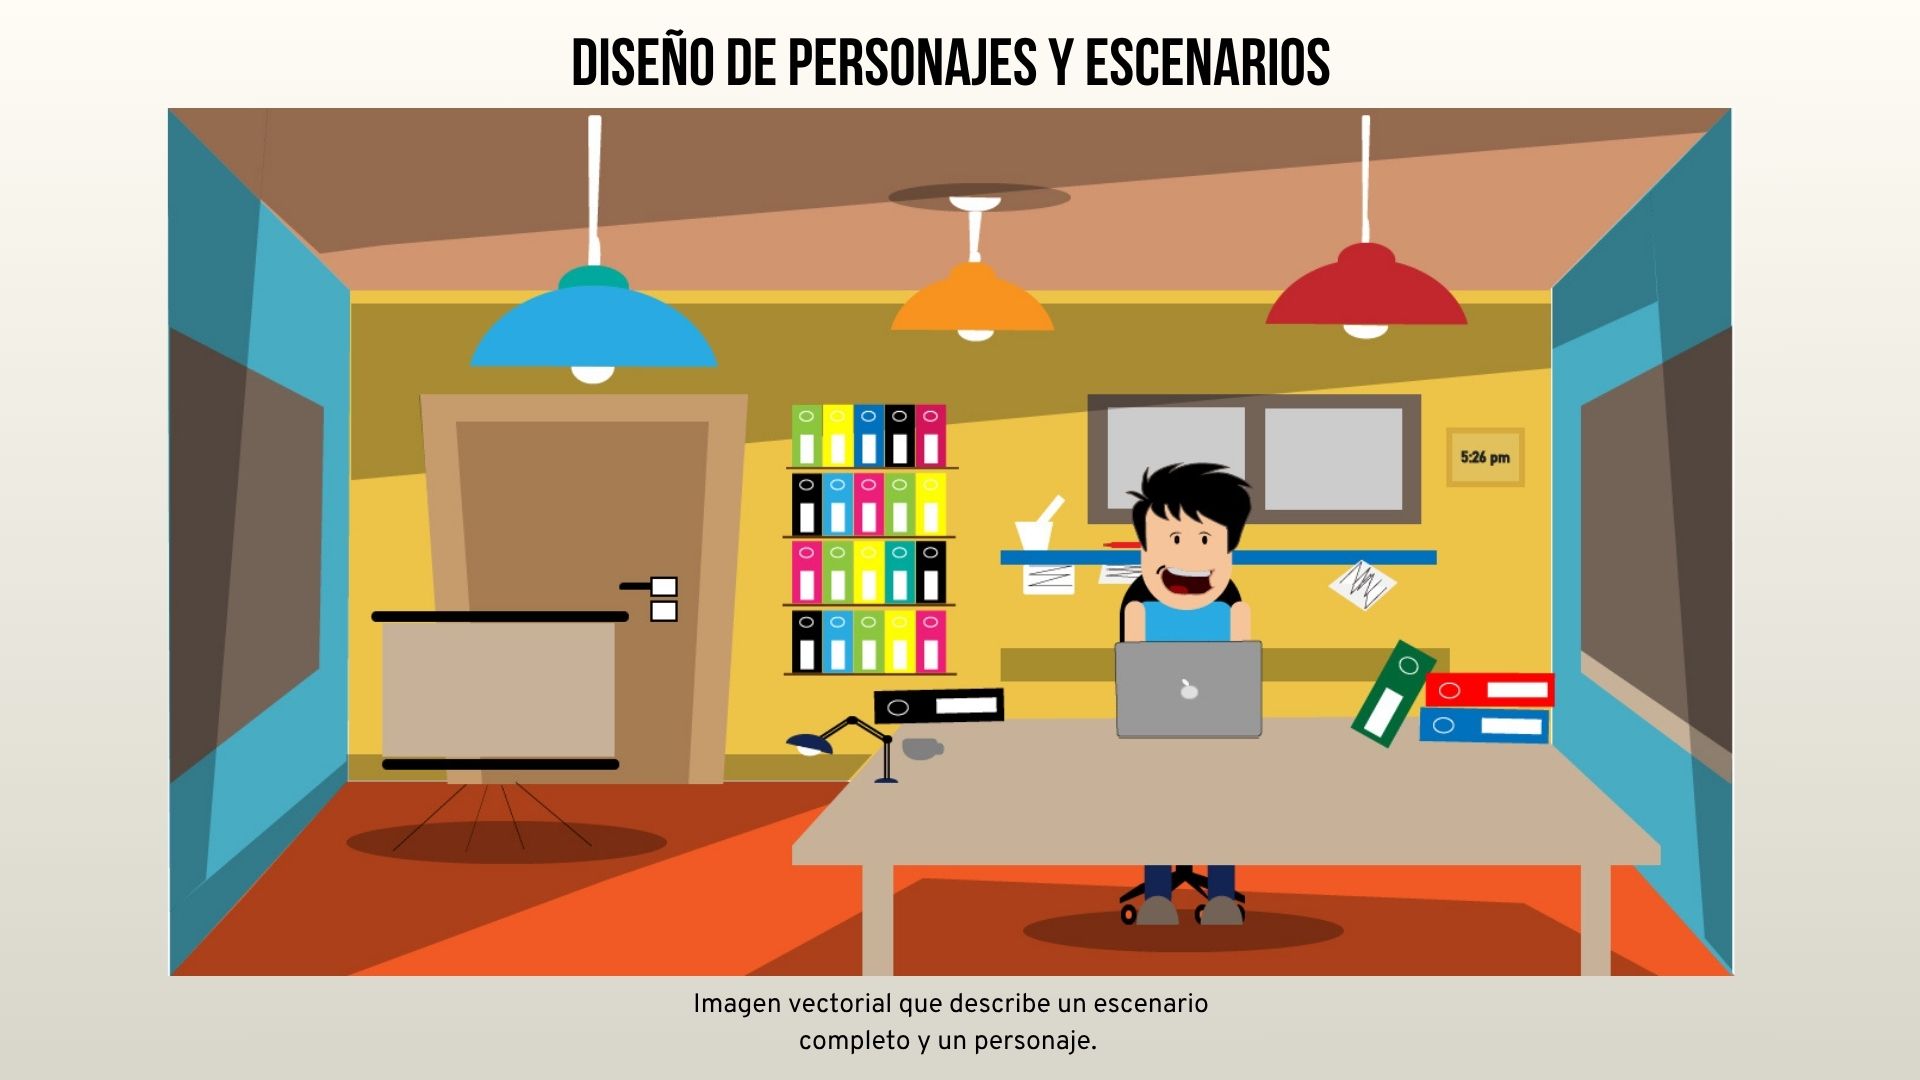 DISEÑO DE PERSONAJES Y ESCENARIOS
5:26 pm
Imagen vectorial que describe un escenario
completo y un personaje.